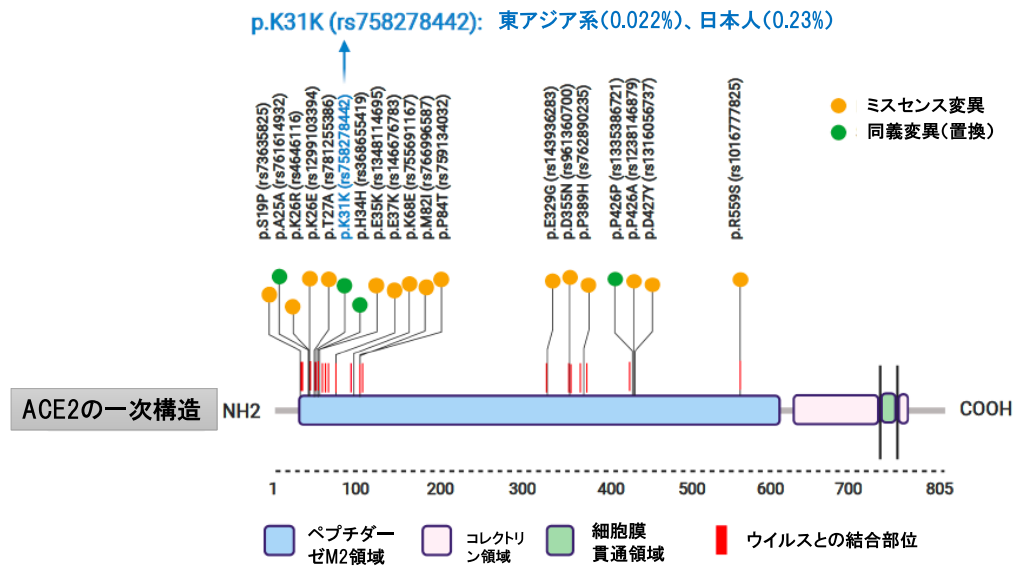 p.K31K (rs758278442): 東アジア系(0.022%)、日本人(0.23%)
p.S19P (rs73635825)
p.A25A (rs761614932)
p.K26R (rs4646116)
p.K26E (rs1299103394)
p.T27A (rs781255386)
p.K31K (rs758278442)
p.H34H (rs368655419)
p.E35K (rs1348114695)
p.E37K (rs146676783)
p.K68E (rs755691167)
p.M82I (rs766996587)
p.P84T (rs759134032)
p.E329G (rs143936283)
p.D355N (rs961360700)
p.P389H (rs762890235)
p.P426P (rs1335386721)
p.P426A (rs1238146879)
p.D427Y (rs1316056737)
p.R559S (rs1016777825)
ミスセンス変異
同義変異(置換)
ACE2の一次構造
NH2
COOH
1 100 200 300 400 500 600 700 805
ペプチダー
ゼM2領域
コレクトリ
ン領域
細胞膜
貫通領域
ウイルスとの結合部位